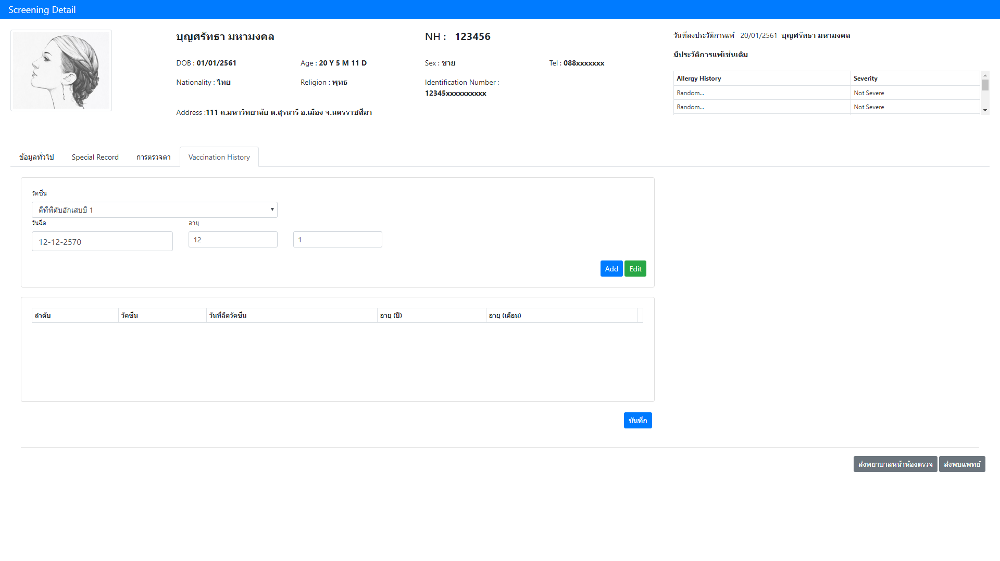 Screening Detail
บุญศรัทธา มหามงคล
NH : 123456
วันที่ลงประวัติการแพ้ 20/01/2561 บุญศรัทธา มหามงคล
มีประวัติการแพ้เช่นเดิม
DOB : 01/01/2561
Age : 20 Y 5 M 11 D
Sex : ชาย
Tel : 088xxxxxxx
Nationality : ไทย
Religion : พุทธ
Identification Number :
12345xxxxxxxxxx
Address :111 ถ.มหาวิทยาลัย ต.สุรนารี อ.เมือง จ.นครราชสีมา
Allergy History Severity
Random... Not Severe
Random... Not Severe
ข้อมูลทั่วไป Special Record การตรวจตา Vaccination History
วัคซีน
ดีทีพีตับอักเสบบี 1
วันฉีด อายุ
12-12-2570 12 1
Add Edit
ลำดับ วัคซีน วันที่ฉีดวัคซีน อายุ (ปี) อายุ (เดือน)
บันทึก
ส่งพยาบาลหน้าห้องตรวจ ส่งพบแพทย์